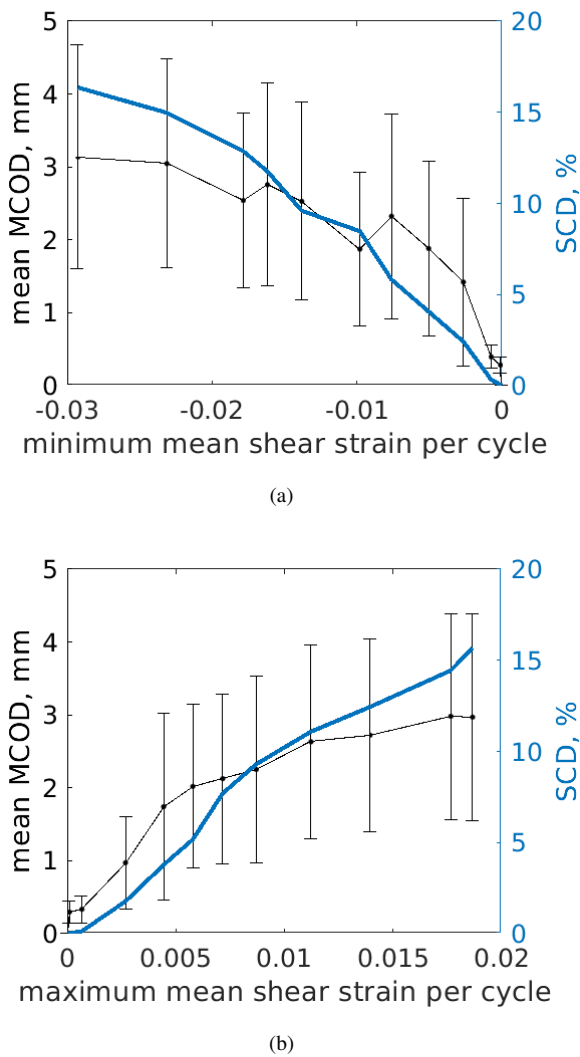 5
4
3
2
1
0
mean MCOD, mm
20
15
10
5
0
SCD, %
-0.03 -0.02 -0.01 0
minimum mean shear strain per cycle
(a)
5
4
3
2
1
0
mean MCOD, mm
20
15
10
5
0
SCD, %
0 0.005 0.01 0.015 0.02
maximum mean shear strain per cycle
(b)